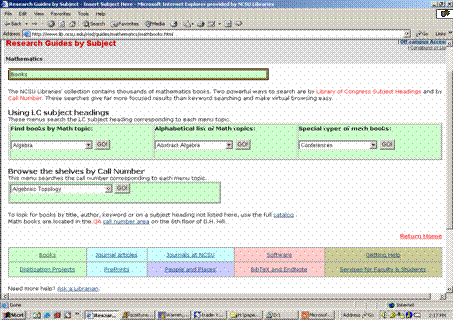 Research Guides by Subject - Insert Subject Here - Microsoft Internet Explorer provided by NCSU Libraries
File Edit View Favorites Tools Help
Back Search Favorites Media
Address http://www.lib.ncsu.edu/risd/guides/mathematics/mathbooks.html Go Links
Research Guides by Subject
Off campus Access
Mathematics
Books
The NCSU Libraries' collection contains thousands of mathematics books. Two powerful ways to search are by Library of Congress Subject Headings and by
Call Number. These searches give far more focused results than keyword searching and make virtual browsing easy.
Using LC subject headings
These menus search the LC subject heading corresponding to each menu topic.
Find books by Math topic: Alphabetical list of Math topics: Special types of math books:
Algebra GO! Abstract Algebra GO! Conferences GO!
Browse the shelves by Call Number
This menu searches the call number corresponding to each menu topic.
Algebraic Topology GO!
To look for books by title, author, keyword or on a subject heading not listed here, use the full catalog.
Math books are located in the QA call number area on the 6th floor of D.H. Hill.
Return Home
Books Journal articles Journals at NCSU Software Getting Help
Digitization Projects PrePrints People and Places BibTeX and Endnote Services for Faculty & Students
Need more help? Ask a Librarian.
Done Internet
Start Resear... Address Go 2:17 PM